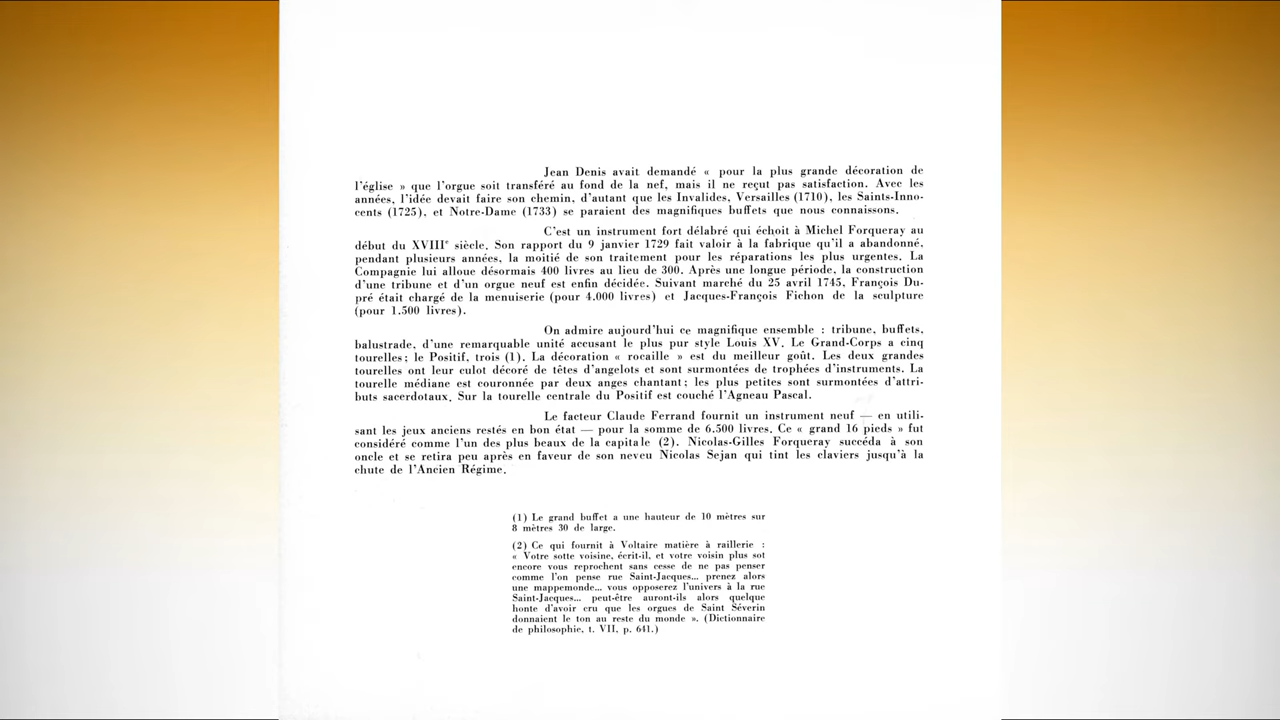 Jean Denis avait demandé « pour la plus grande décoration de
l'église » que l'orgue soit transféré au fond de la nef, mais il ne reçut pas satisfaction. Avec les
années, l'idée devait faire son chemin, d'autant que les Invalides, Versailles (1710), les Saints-Inno-
cents (1725), et Notre-Dame (1733) se paraient des magnifiques buffets que nous connaissons.
C'est un instrument fort délabré qui échoit à Michel Forqueray au
début du XVIIIe siècle. Son rapport du 9 janvier 1729 fait valoir à la fabrique qu'il a abandonné,
pendant plusieurs années, la moitié de son traitement pour les réparations les plus urgentes. La
Compagnie lui alloue désormais 400 livres au lieu de 300. Après une longue période, la construction
d'une tribune et d'un orgue neuf est enfin décidée. Suivant marché du 25 avril 1745, François Du-
pré était chargé de la menuiserie (pour 4.000 livres) et Jacques-François Fichon de la sculpture
(pour 1.500 livres).
On admire aujourd'hui ce magnifique ensemble : tribune, buffets,
balustrade, d'une remarquable unité accusant le plus pur style Louis XV. Le Grand-Corps a cinq
tourelles ; le Positif, trois (1). La décoration « rocaille » est du meilleur goût. Les deux grandes
tourelles ont leur culot décoré de têtes d'angelots et sont surmontées de trophées d'instruments. La
tourelle médiane est couronnée par deux anges chantant ; les plus petites sont surmontées d'attri-
buts sacerdotaux. Sur la tourelle centrale du Positif est couché l'Agneau Pascal.
Le facteur Claude Ferrand fournit un instrument neuf — en utili-
sant les jeux anciens restés en bon état — pour la somme de 6.500 livres. Ce « grand 16 pieds » fut
considéré comme l'un des plus beaux de la capitale (2). Nicolas-Gilles Forqueray succéda à son
oncle et se retira peu après en faveur de son neveu Nicolas Sejan qui tint les claviers jusqu'à la
chute de l'Ancien Régime.
(1) Le grand buffet a une hauteur de 10 mètres sur
8 mètres 30 de large.
(2) Ce qui fournit à Voltaire matière à raillerie :
« Votre sotte voisine, écrit-il, et votre voisin plus sot
encore vous reprochent sans cesse de ne pas penser
comme l'on pense rue Saint-Jacques... prenez alors
une mappemonde... vous opposerez l'univers à la rue
Saint-Jacques... peut-être auront-ils alors quelque
honte d'avoir cru que les orgues de Saint Séverin
donnaient le ton au reste du monde ». (Dictionnaire
de philosophie, t. VII, p. 641.)